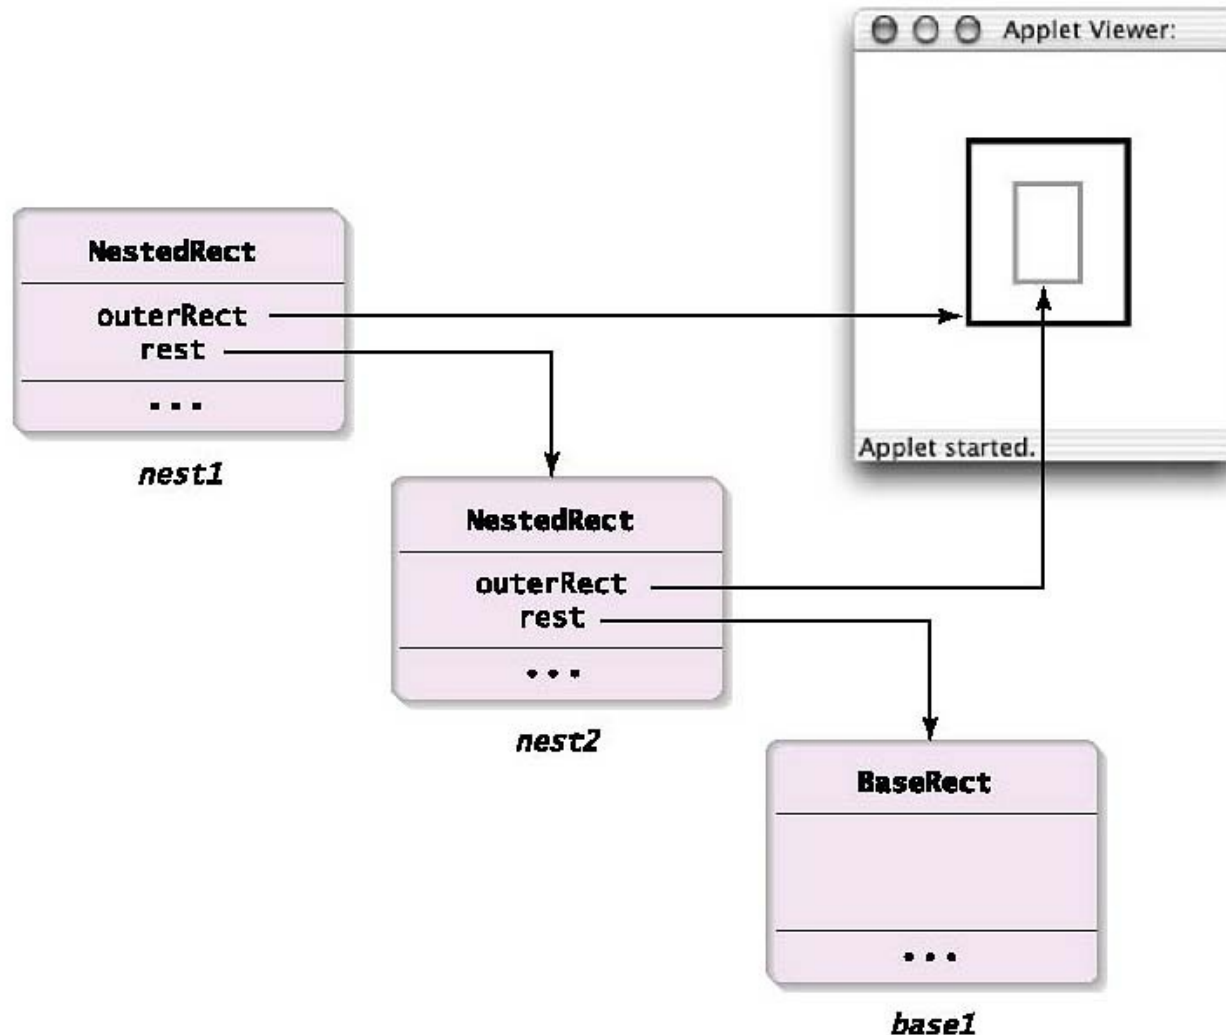 Applet Viewer:
NestedRect
outerRect
rest
...
nest1
Applet started.
NestedRect
outerRect
rest
...
nest2
BaseRect
...
base1